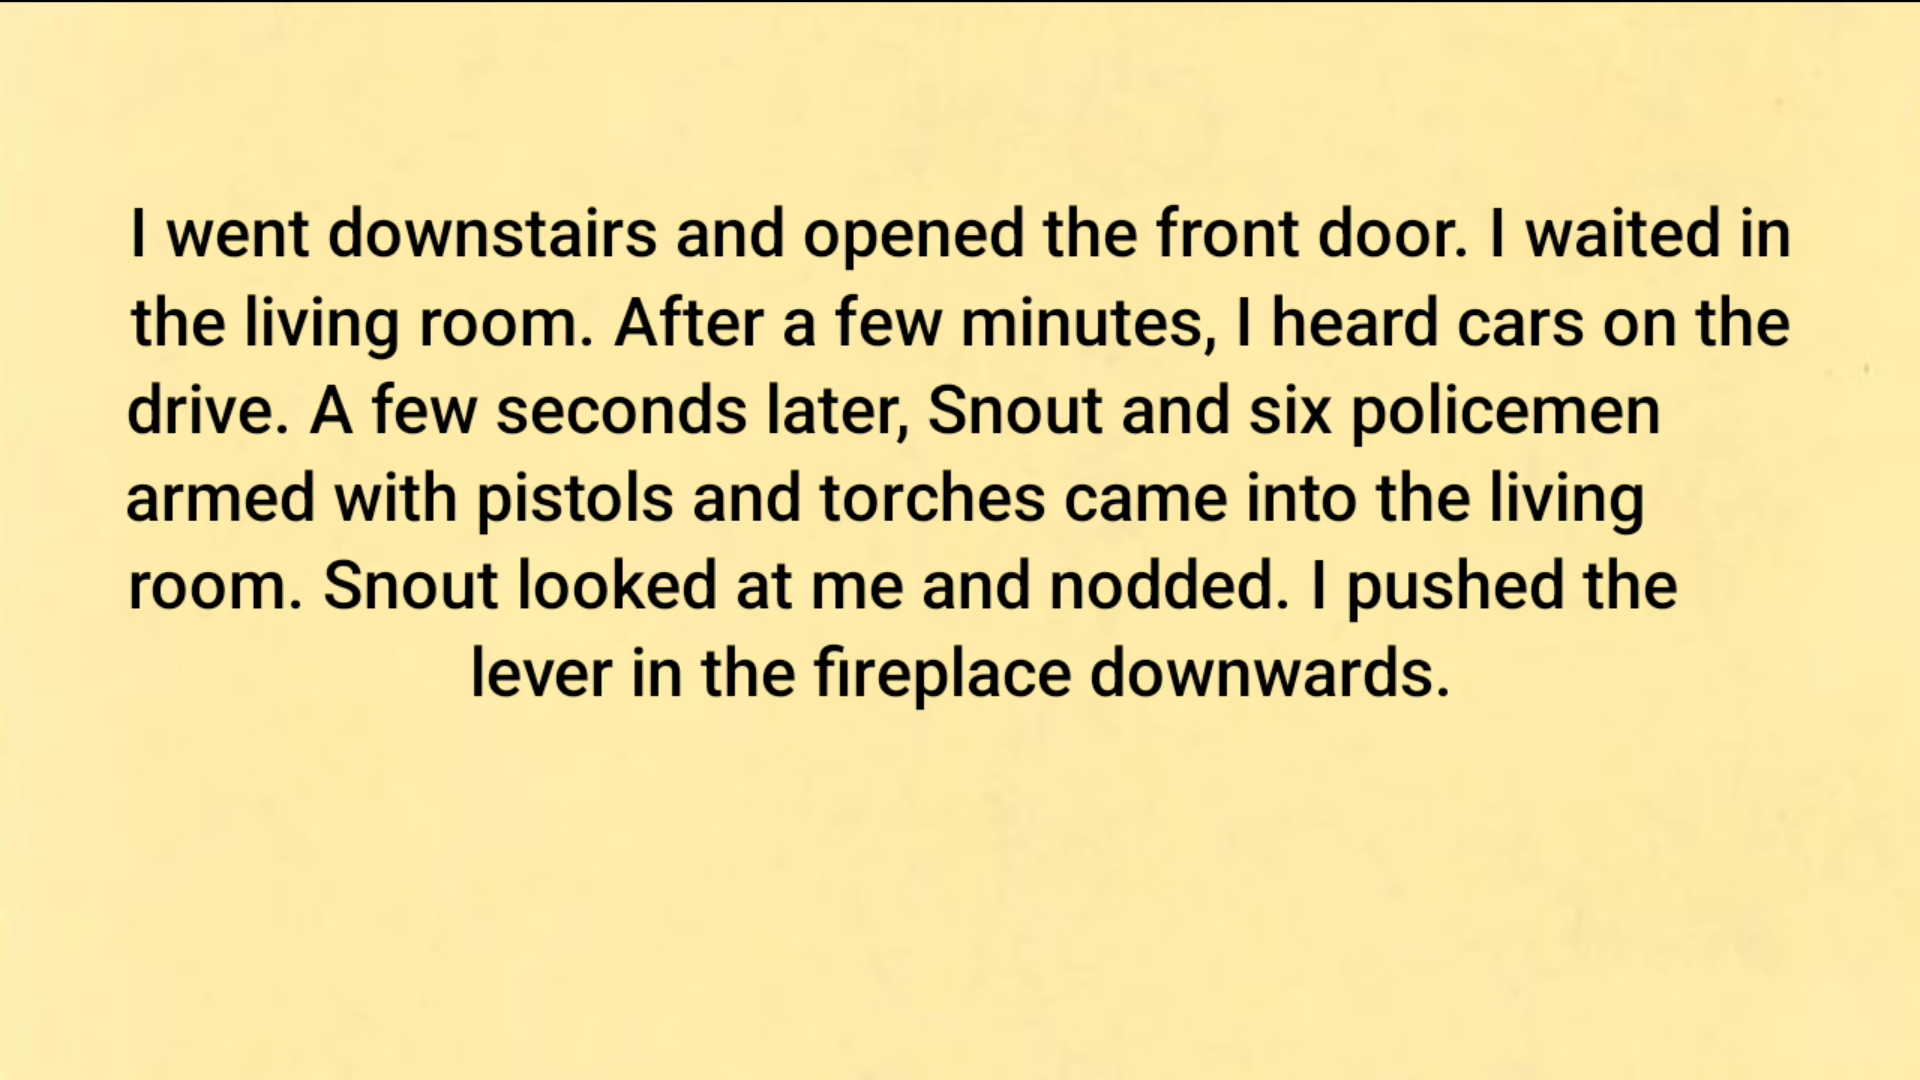 I went downstairs and opened the front door. I waited in
the living room. After a few minutes, I heard cars on the
drive. A few seconds later, Snout and six policemen
armed with pistols and torches came into the living
room. Snout looked at me and nodded. I pushed the
lever in the fireplace downwards.